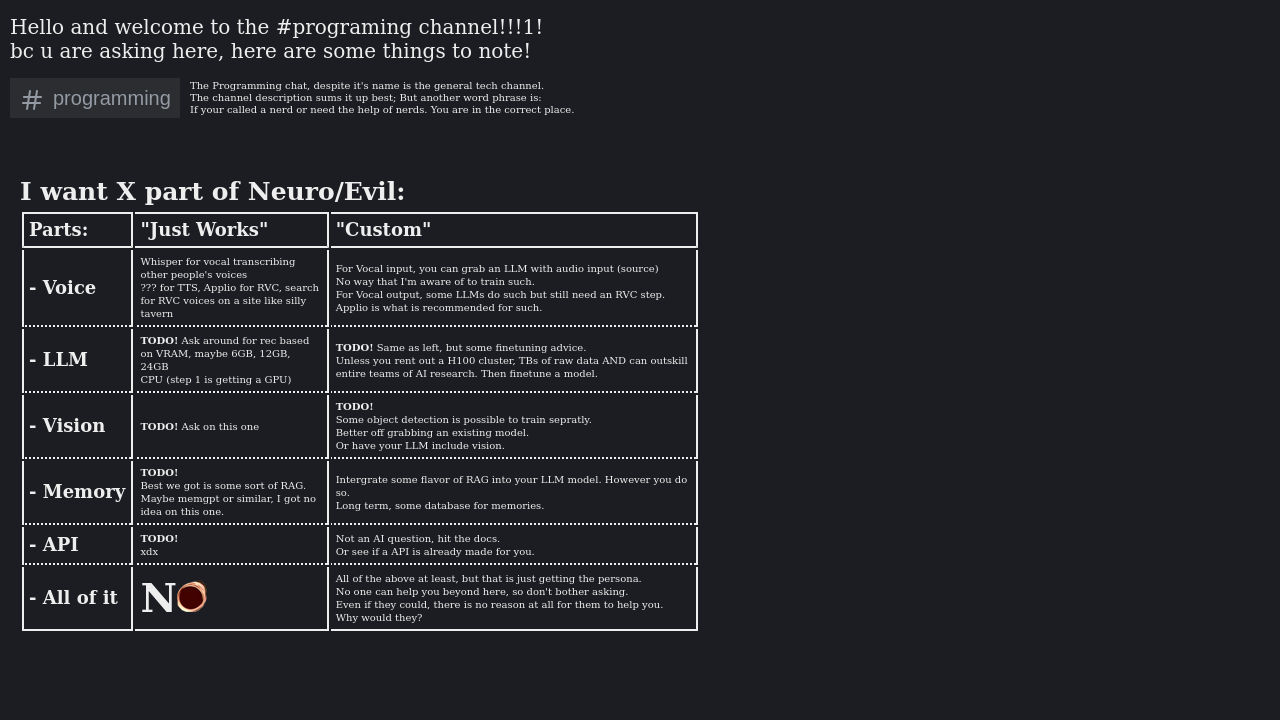 Hello and welcome to the #programing channel!!!1!
bc u are asking here, here are some things to note!
# programming
The Programming chat, despite it's name is the general tech channel.
The channel description sums it up best; But another word phrase is:
If your called a nerd or need the help of nerds. You are in the correct place.
I want X part of Neuro/Evil:
Parts:
"Just Works"
"Custom"
- Voice
Whisper for vocal transcribing
other people's voices
??? for TTS, Applio for RVC, search
for RVC voices on a site like silly
tavern
For Vocal input, you can grab an LLM with audio input (source)
No way that I'm aware of to train such.
For Vocal output, some LLMs do such but still need an RVC step.
Applio is what is recommended for such.
- LLM
TODO! Ask around for rec based
on VRAM, maybe 6GB, 12GB,
24GB
CPU (step 1 is getting a GPU)
TODO! Same as left, but some finetuning advice.
Unless you rent out a H100 cluster, TBs of raw data AND can outskill
entire teams of AI research. Then finetune a model.
- Vision
TODO! Ask on this one
TODO!
Some object detection is possible to train sepratly.
Better off grabbing an existing model.
Or have your LLM include vision.
- Memory
TODO!
Best we got is some sort of RAG.
Maybe memgpt or similar, I got no
idea on this one.
Intergrate some flavor of RAG into your LLM model. However you do
so.
Long term, some database for memories.
- API
TODO!
xdx
Not an AI question, hit the docs.
Or see if a API is already made for you.
- All of it
N
All of the above at least, but that is just getting the persona.
No one can help you beyond here, so don't bother asking.
Even if they could, there is no reason at all for them to help you.
Why would they?